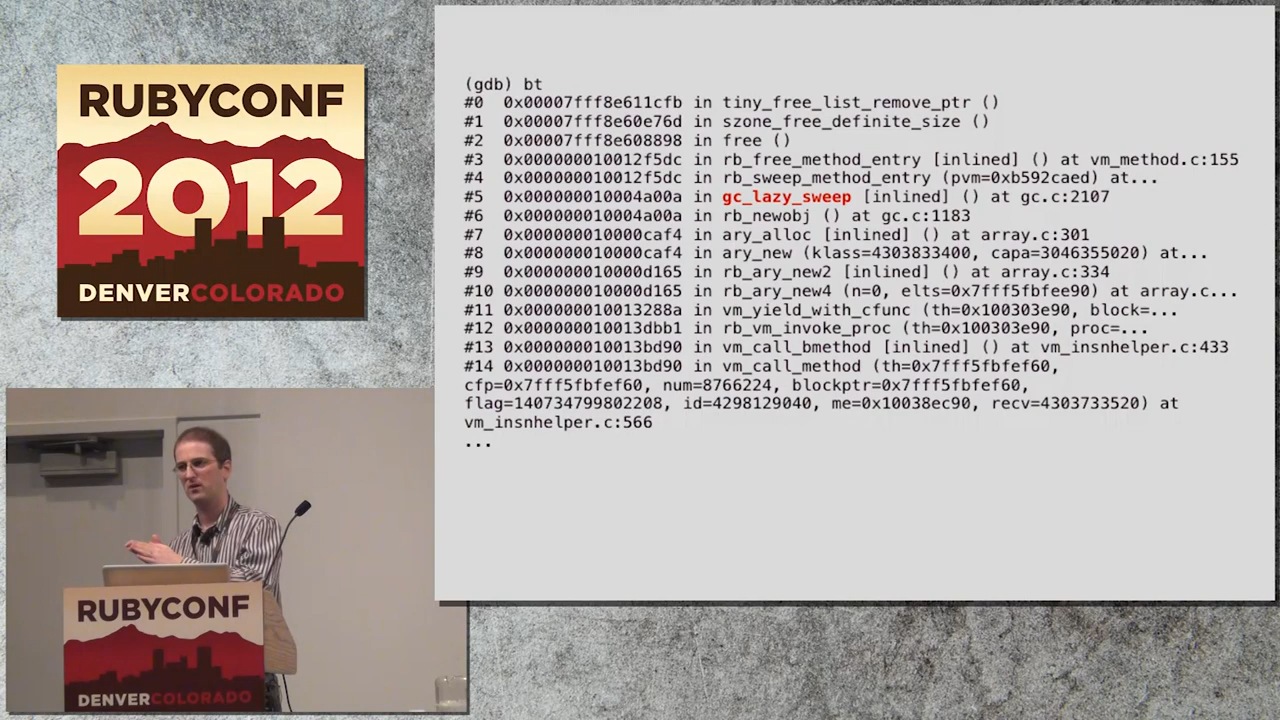 RUBYCONF
2012
DENVERCOLORADO
(gdb) bt
#0 0x00007fff8e611cfb in tiny_free_list_remove_ptr ()
#1 0x00007fff8e60e76d in szone_free_definite_size ()
#2 0x00007fff8e608898 in free ()
#3 0x000000010012f5dc in rb_free_method_entry [inlined] () at vm_method.c:155
#4 0x000000010012f5dc in rb_sweep_method_entry (pvm=0xb592caed) at...
#5 0x000000010004a00a in gc_lazy_sweep [inlined] () at gc.c:2107
#6 0x000000010004a00a in rb_newobj () at gc.c:1183
#7 0x000000010000caf4 in ary_alloc [inlined] () at array.c:301
#8 0x000000010000caf4 in ary_new (klass=4303833400, capa=3046355020) at...
#9 0x000000010000d165 in rb_ary_new2 [inlined] () at array.c:334
#10 0x000000010000d165 in rb_ary_new4 (n=0, elts=0x7fff5fbfee90) at array.c...
#11 0x000000010013288a in vm_yield_with_cfunc (th=0x100303e90, block=...
#12 0x000000010013dbb1 in rb_vm_invoke_proc (th=0x100303e90, proc=...
#13 0x000000010013bd90 in vm_call_bmethod [inlined] () at vm_insnhelper.c:433
#14 0x000000010013bd90 in vm_call_method (th=0x7fff5fbfef60,
cfp=0x7fff5fbfef60, num=8766224, blockptr=0x7fff5fbfef60,
flag=140734799802208, id=4298129040, me=0x10038ec90, recv=4303733520) at
vm_insnhelper.c:566
...
RUBYCONF
DENVERCOLORADO